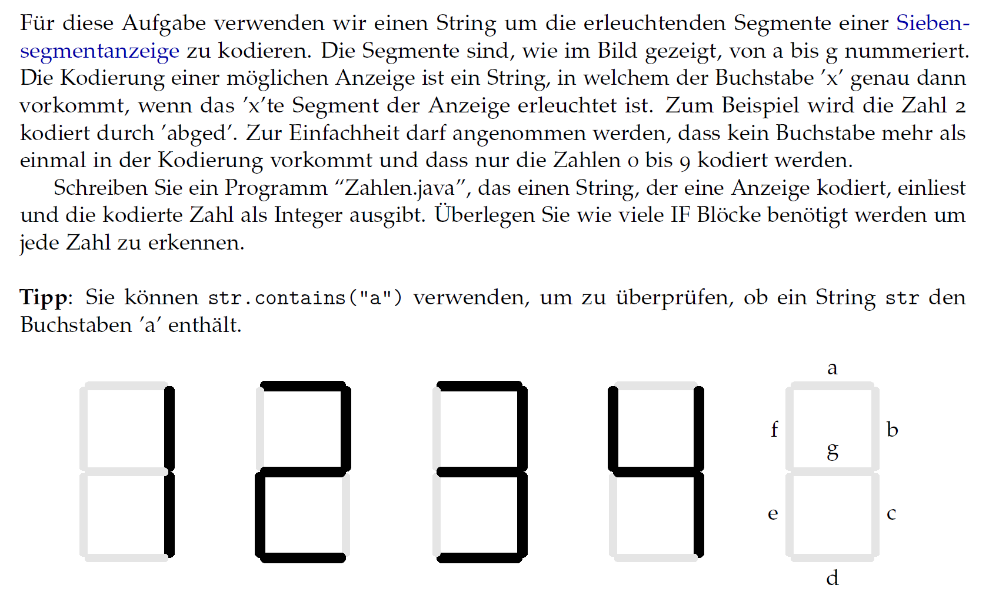 Für diese Aufgabe verwenden wir einen String um die erleuchtenden Segmente einer Sieben-
segmentanzeige zu kodieren. Die Segmente sind, wie im Bild gezeigt, von a bis g nummeriert.
Die Kodierung einer möglichen Anzeige ist ein String, in welchem der Buchstabe ’x’ genau dann
vorkommt, wenn das ’x’te Segment der Anzeige erleuchtet ist. Zum Beispiel wird die Zahl 2
kodiert durch ’abged’. Zur Einfachheit darf angenommen werden, dass kein Buchstabe mehr als
einmal in der Kodierung vorkommt und dass nur die Zahlen 0 bis 9 kodiert werden.
Schreiben Sie ein Programm “Zahlen.java”, das einen String, der eine Anzeige kodiert, einliest
und die kodierte Zahl als Integer ausgibt. Überlegen Sie wie viele IF Blöcke benötigt werden um
jede Zahl zu erkennen.
Tipp: Sie können str.contains("a") verwenden, um zu überprüfen, ob ein String str den
Buchstaben ’a’ enthält.
a
f b
g
e c
d